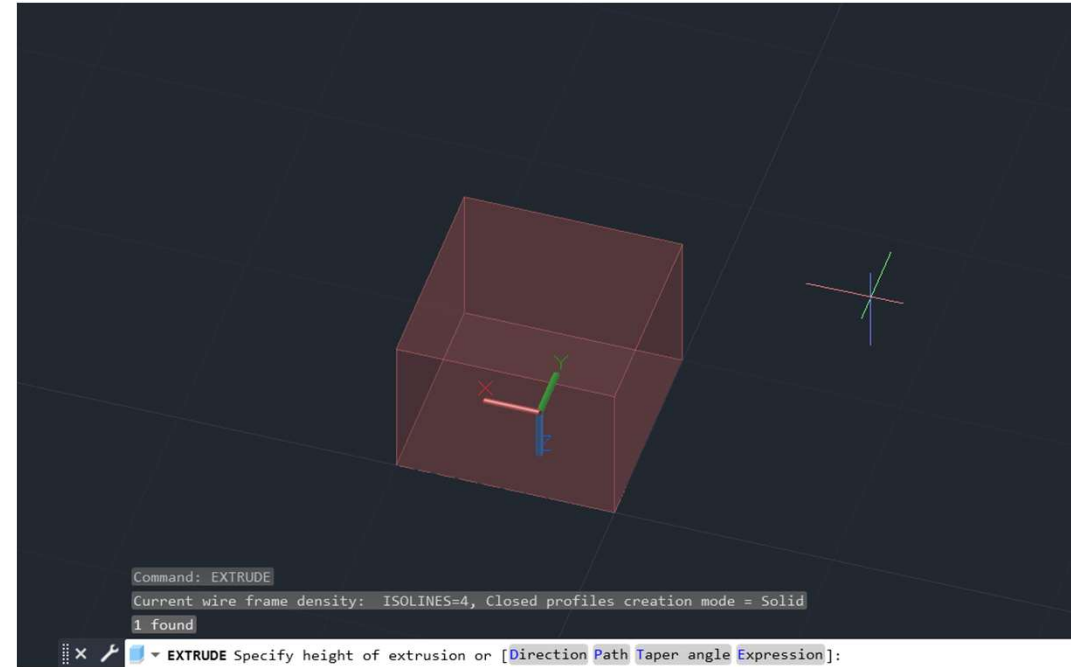 Y
X
Z
Command: EXTRUDE
Current wire frame density:  ISOLINES=4, Closed profiles creation mode = Solid
1 found
EXTRUDE Specify height of extrusion or [Direction Path Taper angle Expression]: